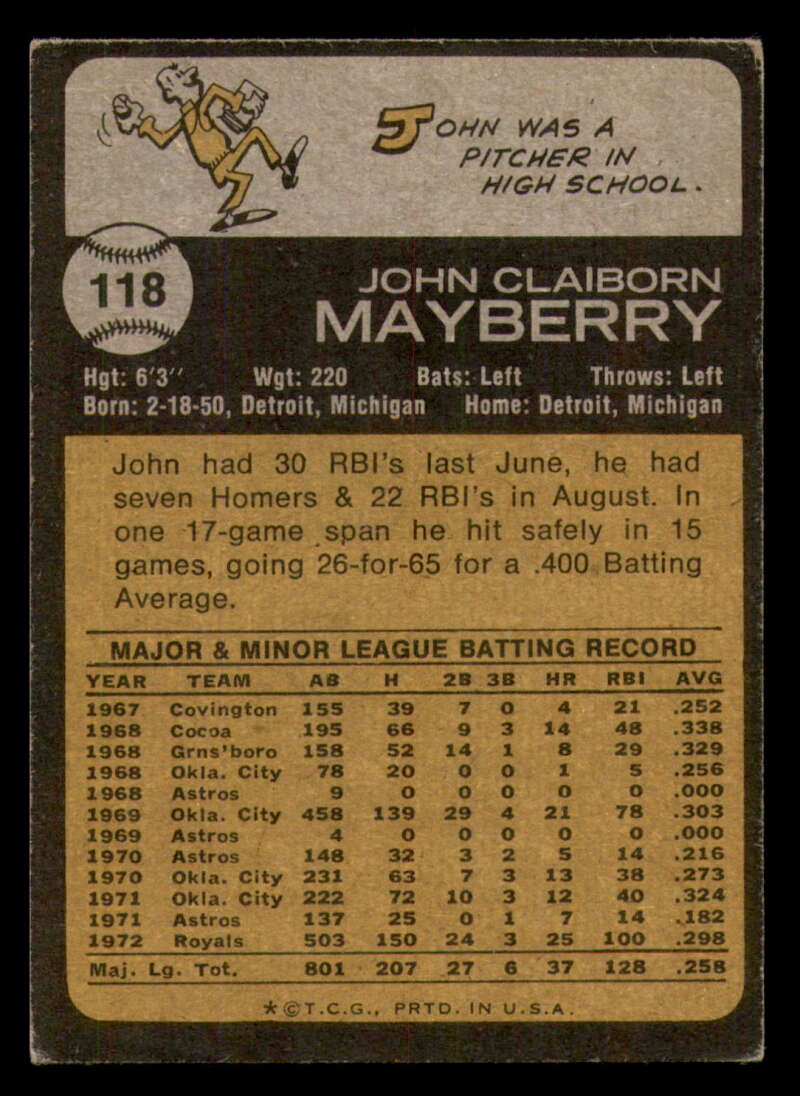 JOHN WAS A
PITCHER IN
HIGH SCHOOL.
118
JOHN CLAIBORN
MAYBERRY
Hgt: 6'3" Wgt: 220 Bats: Left Throws: Left
Born: 2-18-50, Detroit, Michigan Home: Detroit, Michigan
John had 30 RBI's last June, he had
seven Homers & 22 RBI's in August. In
one 17-game span he hit safely in 15
games, going 26-for-65 for a .400 Batting
Average.
MAJOR & MINOR LEAGUE BATTING RECORD
YEAR TEAM AB H 2B 3B HR RBI AVG
1967 Covington 155 39 7 0 4 21 .252
1968 Cocoa 195 66 9 3 14 48 .338
1968 Grns'boro 158 52 14 1 8 29 .329
1968 Okla. City 78 20 0 0 1 5 .256
1968 Astros 9 0 0 0 0 0 .000
1969 Okla. City 458 139 29 4 21 78 .303
1969 Astros 4 0 0 0 0 0 .000
1970 Astros 148 32 3 2 5 14 .216
1970 Okla. City 231 63 7 3 13 38 .273
1971 Okla. City 222 72 10 3 12 40 .324
1971 Astros 137 25 0 1 7 14 .182
1972 Royals 503 150 24 3 25 100 .298
Maj. Lg. Tot. 801 207 27 6 37 128 .258
*©T.C.G., PRTD. IN U.S.A.